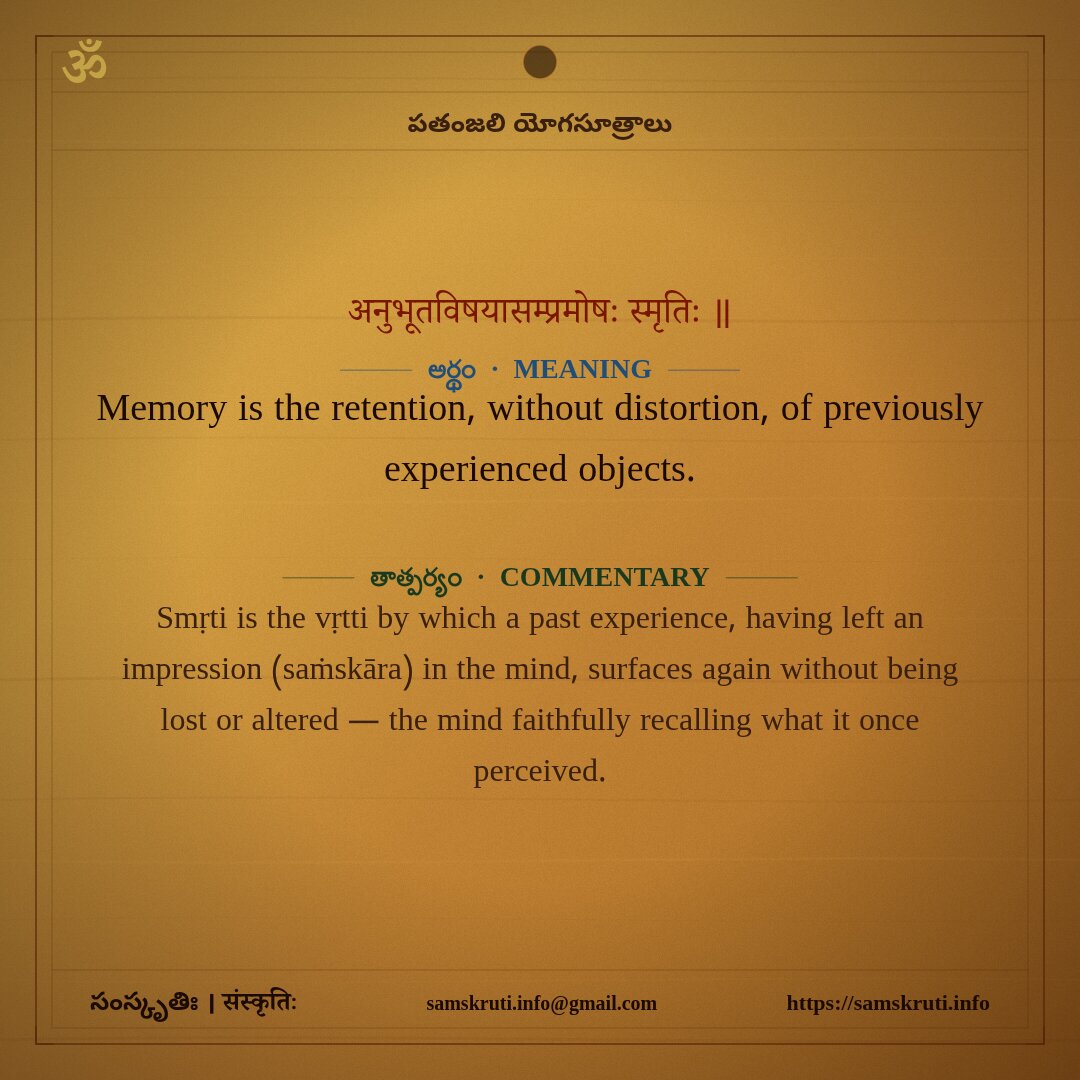 ॐ
పతంజలి యోగసూత్రాలు
अनुभूतविषयासम्प्रमोषः स्मृतिः ॥
అర్థం · MEANING
Memory is the retention, without distortion, of previously
experienced objects.
తాత్పర్యం · COMMENTARY
Smṛti is the vṛtti by which a past experience, having left an
impression (saṁskāra) in the mind, surfaces again without being
lost or altered — the mind faithfully recalling what it once
perceived.
సంస్కృతిః | संस्कृतिः samskruti.info@gmail.com https://samskruti.info